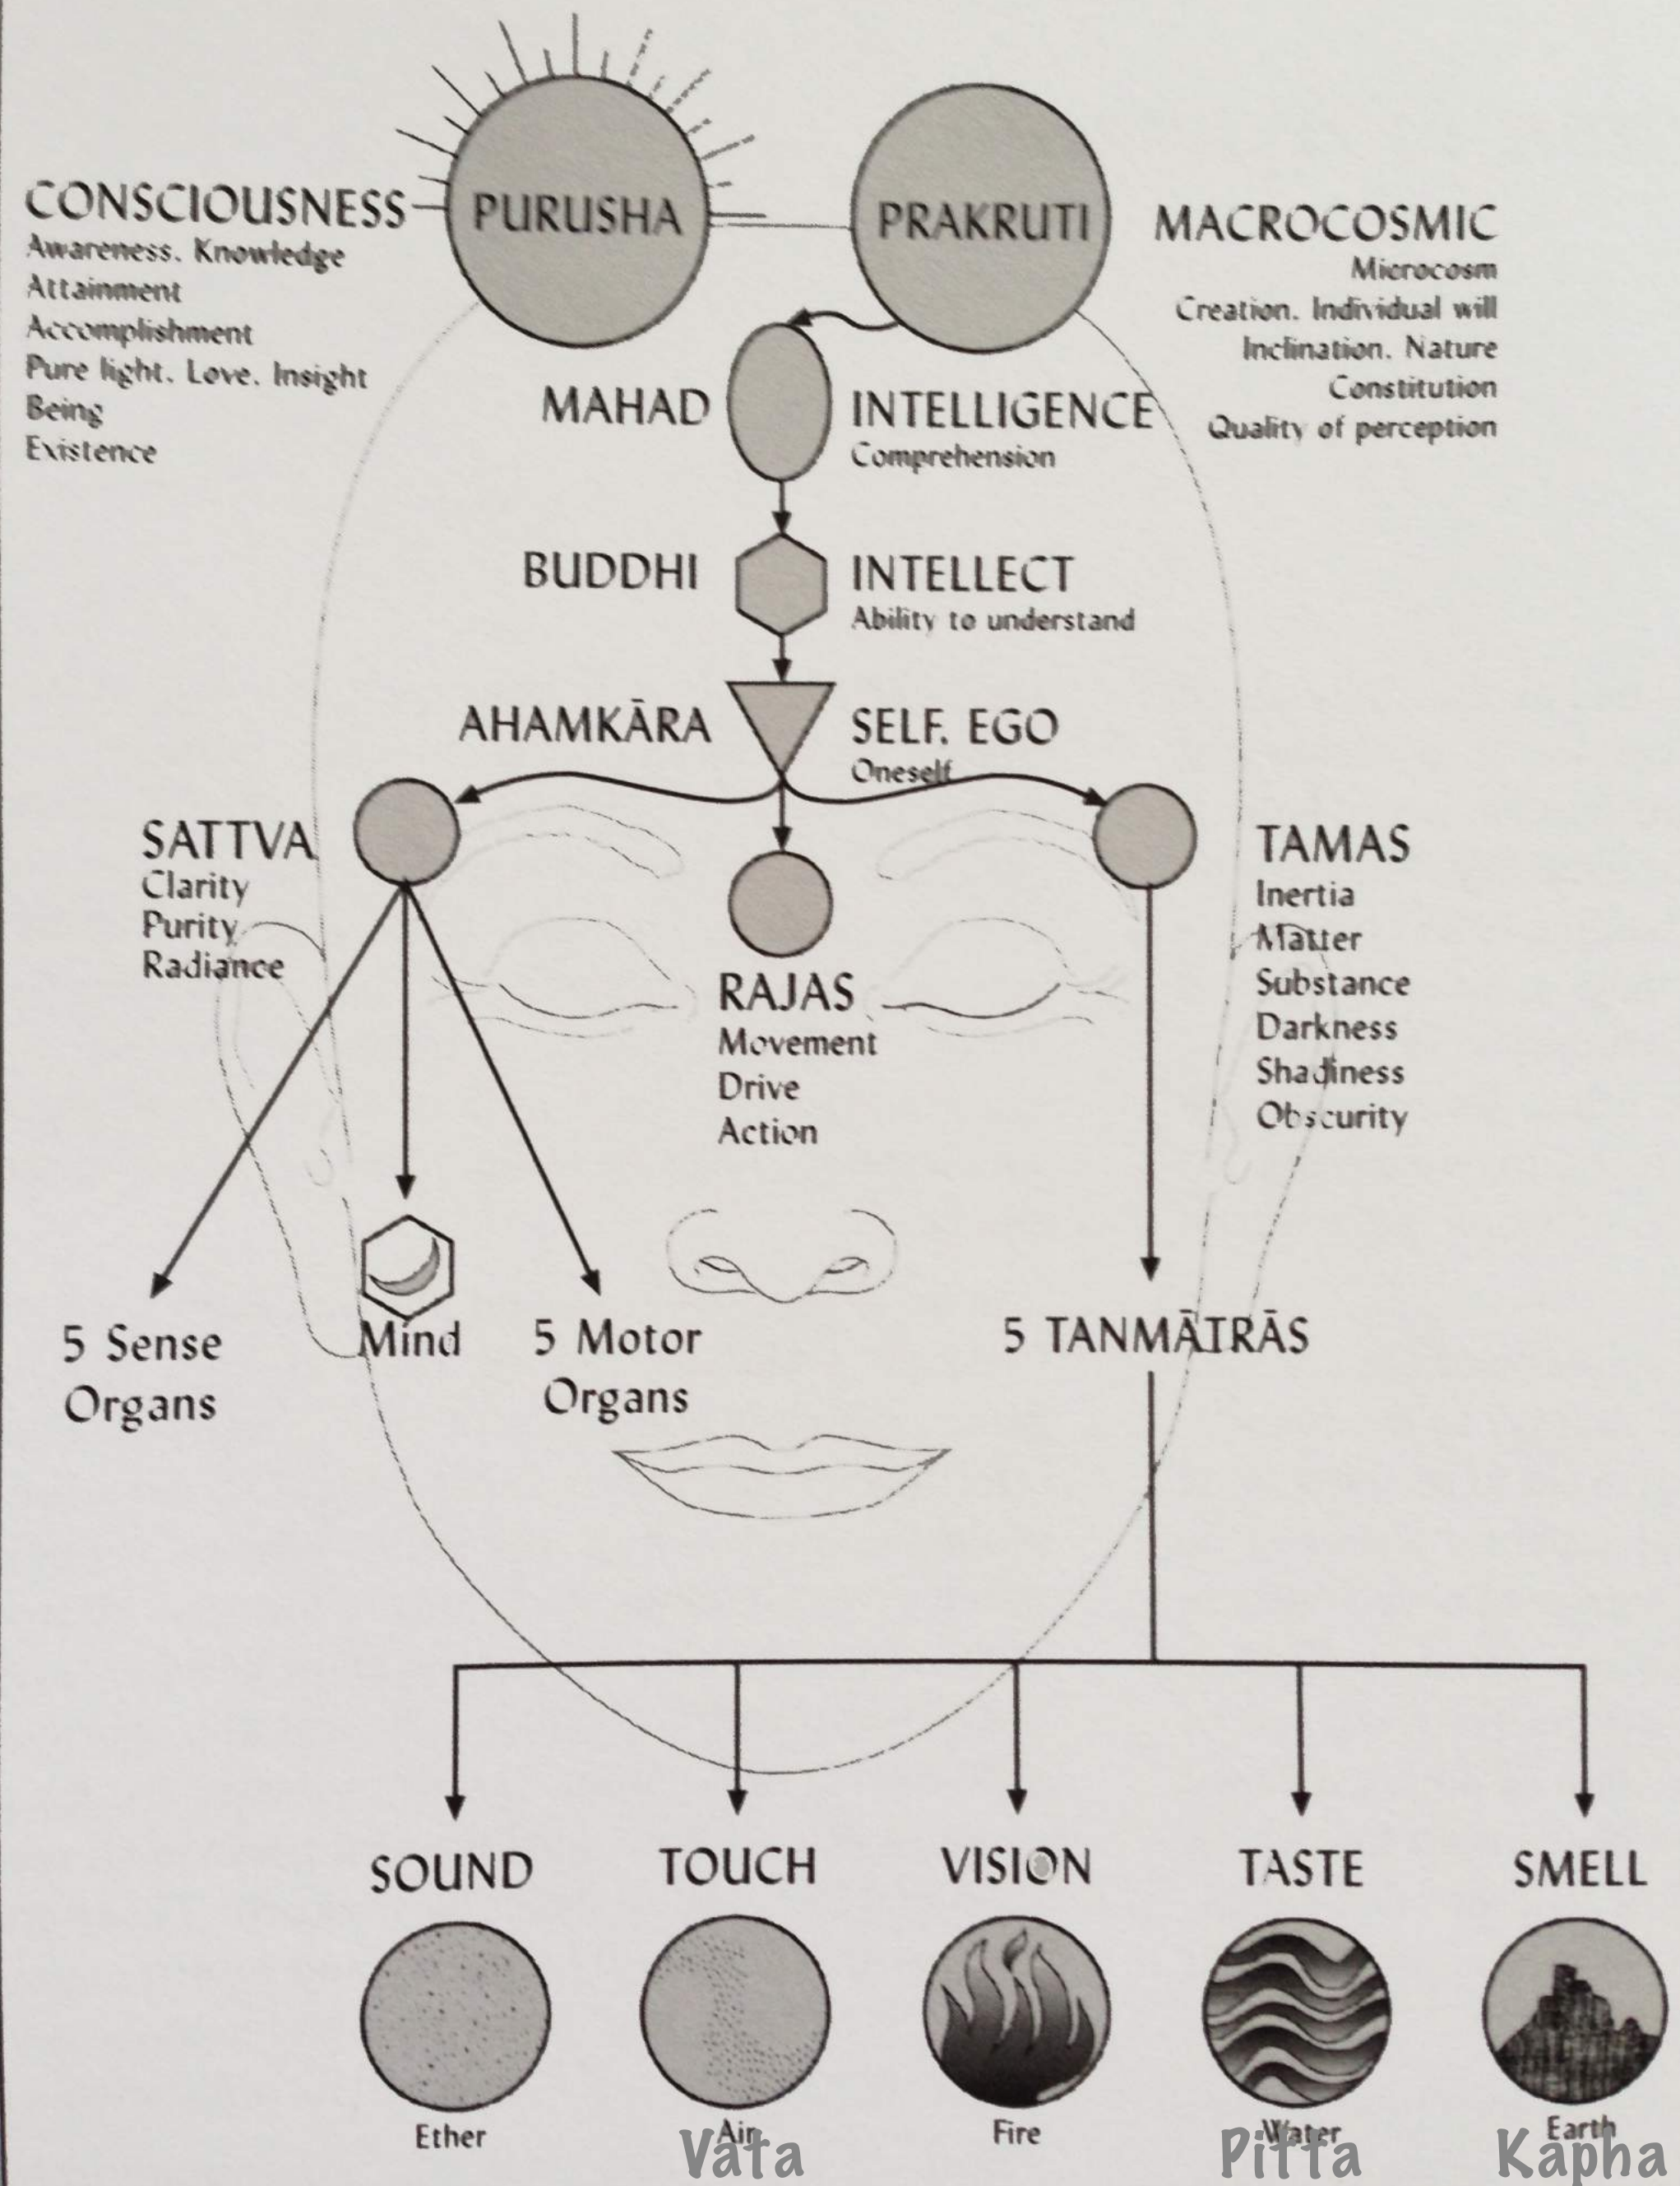 CONSCIOUSNESS
Awareness. Knowledge
Attainment
Accomplishment
Pure light. Love. Insight
Being
Existence
PURUSHA
PRAKRUTI
MACROCOSMIC
Microcosm
Creation. Individual will
Inclination. Nature
Constitution
Quality of perception
MAHAD
INTELLIGENCE
Comprehension
BUDDHI
INTELLECT
Ability to understand
AHAMKĀRA
SELF. EGO
Oneself
SATTVA
Clarity
Purity
Radiance
RAJAS
Movement
Drive
Action
TAMAS
Inertia
Matter
Substance
Darkness
Shadiness
Obscurity
5 Sense
Organs
Mind
5 Motor
Organs
5 TANMĀTRĀS
SOUND
TOUCH
VISION
TASTE
SMELL
Ether
Air
Fire
Water
Earth
Vata
Pitta
Kapha